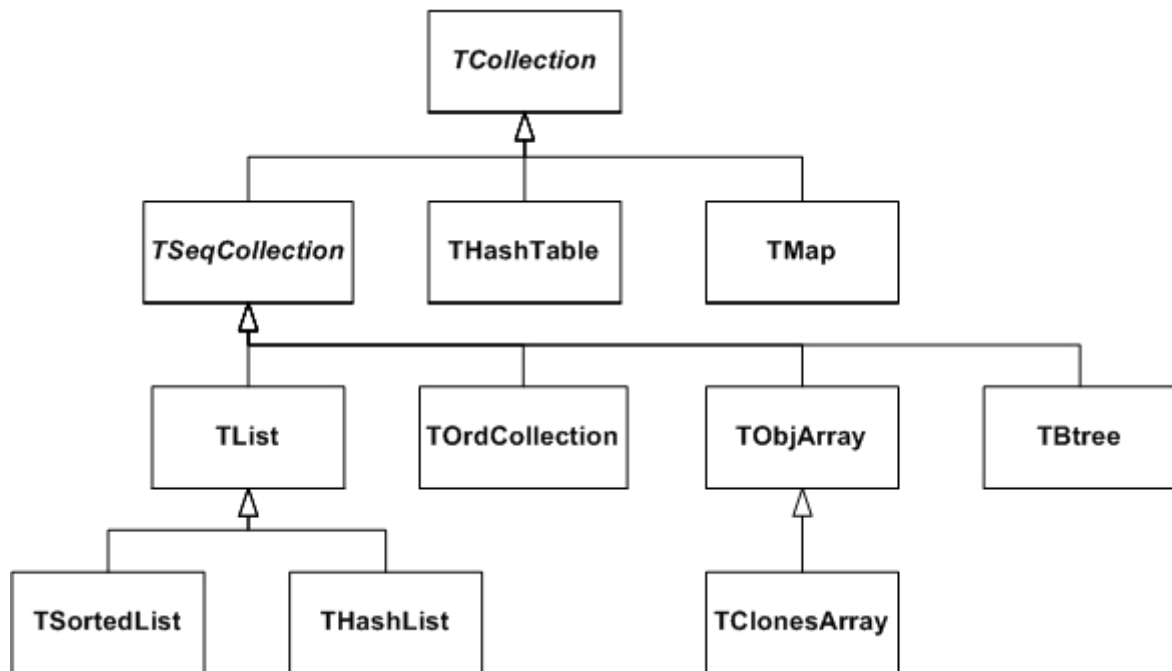 TCollection
TSeqCollection
THashTable
TMap
TList
TOrdCollection
TObjArray
TBtree
TSortedList
THashList
TClonesArray